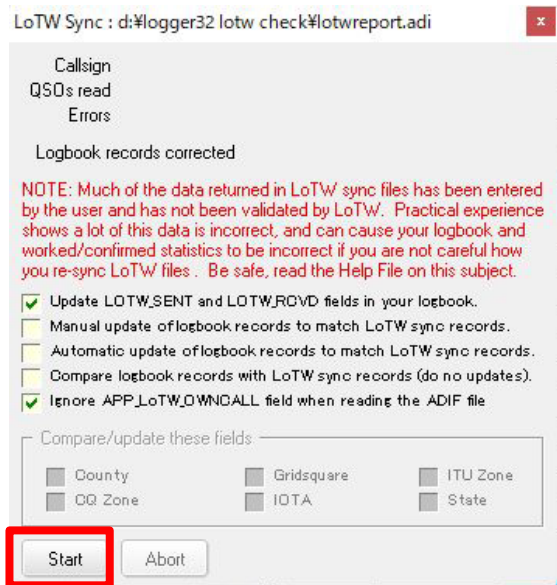 LoTW Sync : d:¥logger32 lotw check¥lotwreport.adi
x
Callsign
QSOs read
Errors
Logbook records corrected
NOTE: Much of the data returned in LoTW sync files has been entered
by the user and has not been validated by LoTW.  Practical experience
shows a lot of this data is incorrect, and can cause your logbook and
worked/confirmed statistics to be incorrect if you are not careful how
you re-sync LoTW files .  Be safe, read the Help File on this subject.
Update LOTW_SENT and LOTW_RCVD fields in your logbook.
Manual update of logbook records to match LoTW sync records.
Automatic update of logbook records to match LoTW sync records.
Compare logbook records with LoTW sync records (do no updates).
Ignore APP_LoTW_OWNCALL field when reading the ADIF file
Compare/update these fields
County Gridsquare ITU Zone
CQ Zone IOTA State
Start Abort